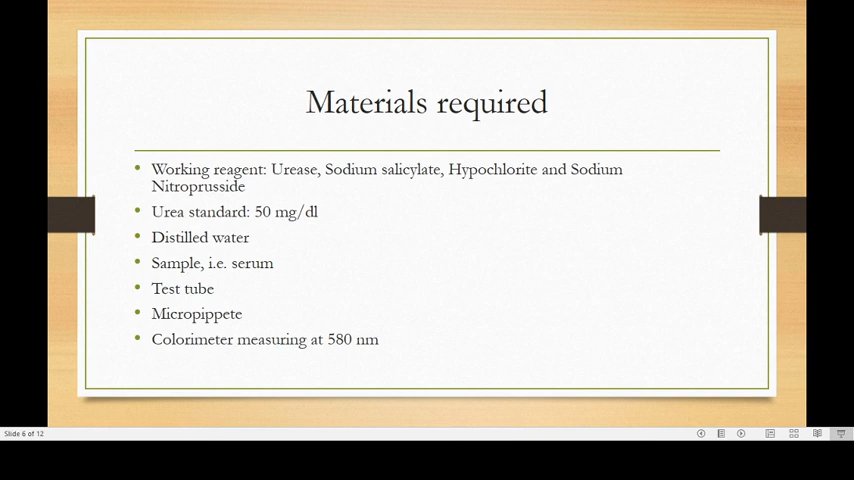 Materials required
• Working reagent: Urease, Sodium salicylate, Hypochlorite and Sodium
Nitroprusside
• Urea standard: 50 mg/dl
• Distilled water
• Sample, i.e. serum
• Test tube
• Micropippete
• Colorimeter measuring at 580 nm
Slide 6 of 12